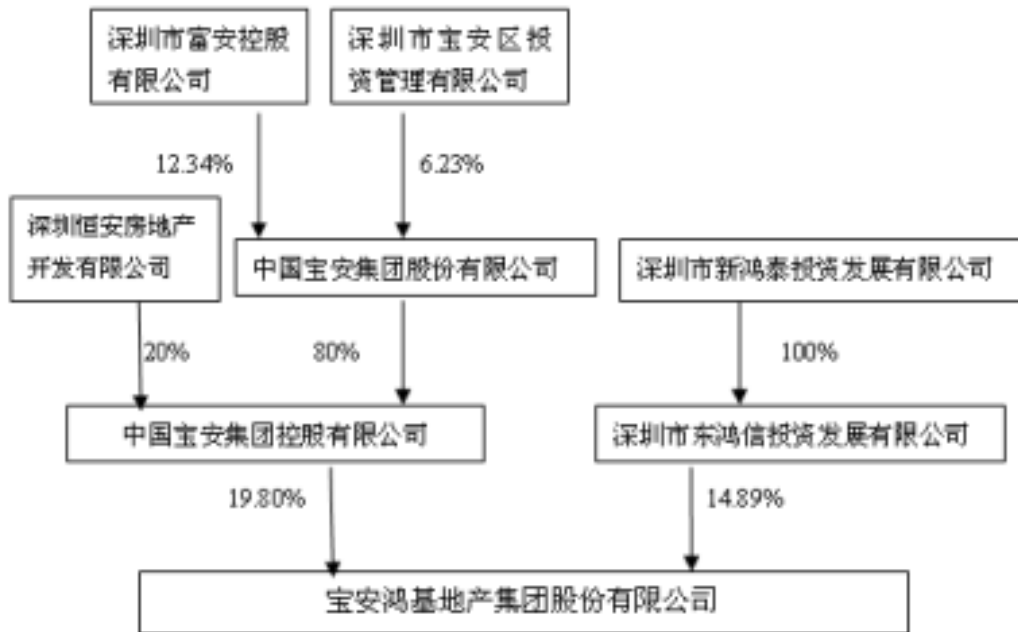 深圳市富安控股
有限公司
深圳市宝安区投
资管理有限公司
12.34%
6.23%
深圳恒安房地产
开发有限公司
中国宝安集团股份有限公司
深圳市新鸿泰投资发展有限公司
20%
80%
100%
中国宝安集团控股有限公司
深圳市东鸿信投资发展有限公司
19.80%
14.89%
宝安鸿基地产集团股份有限公司